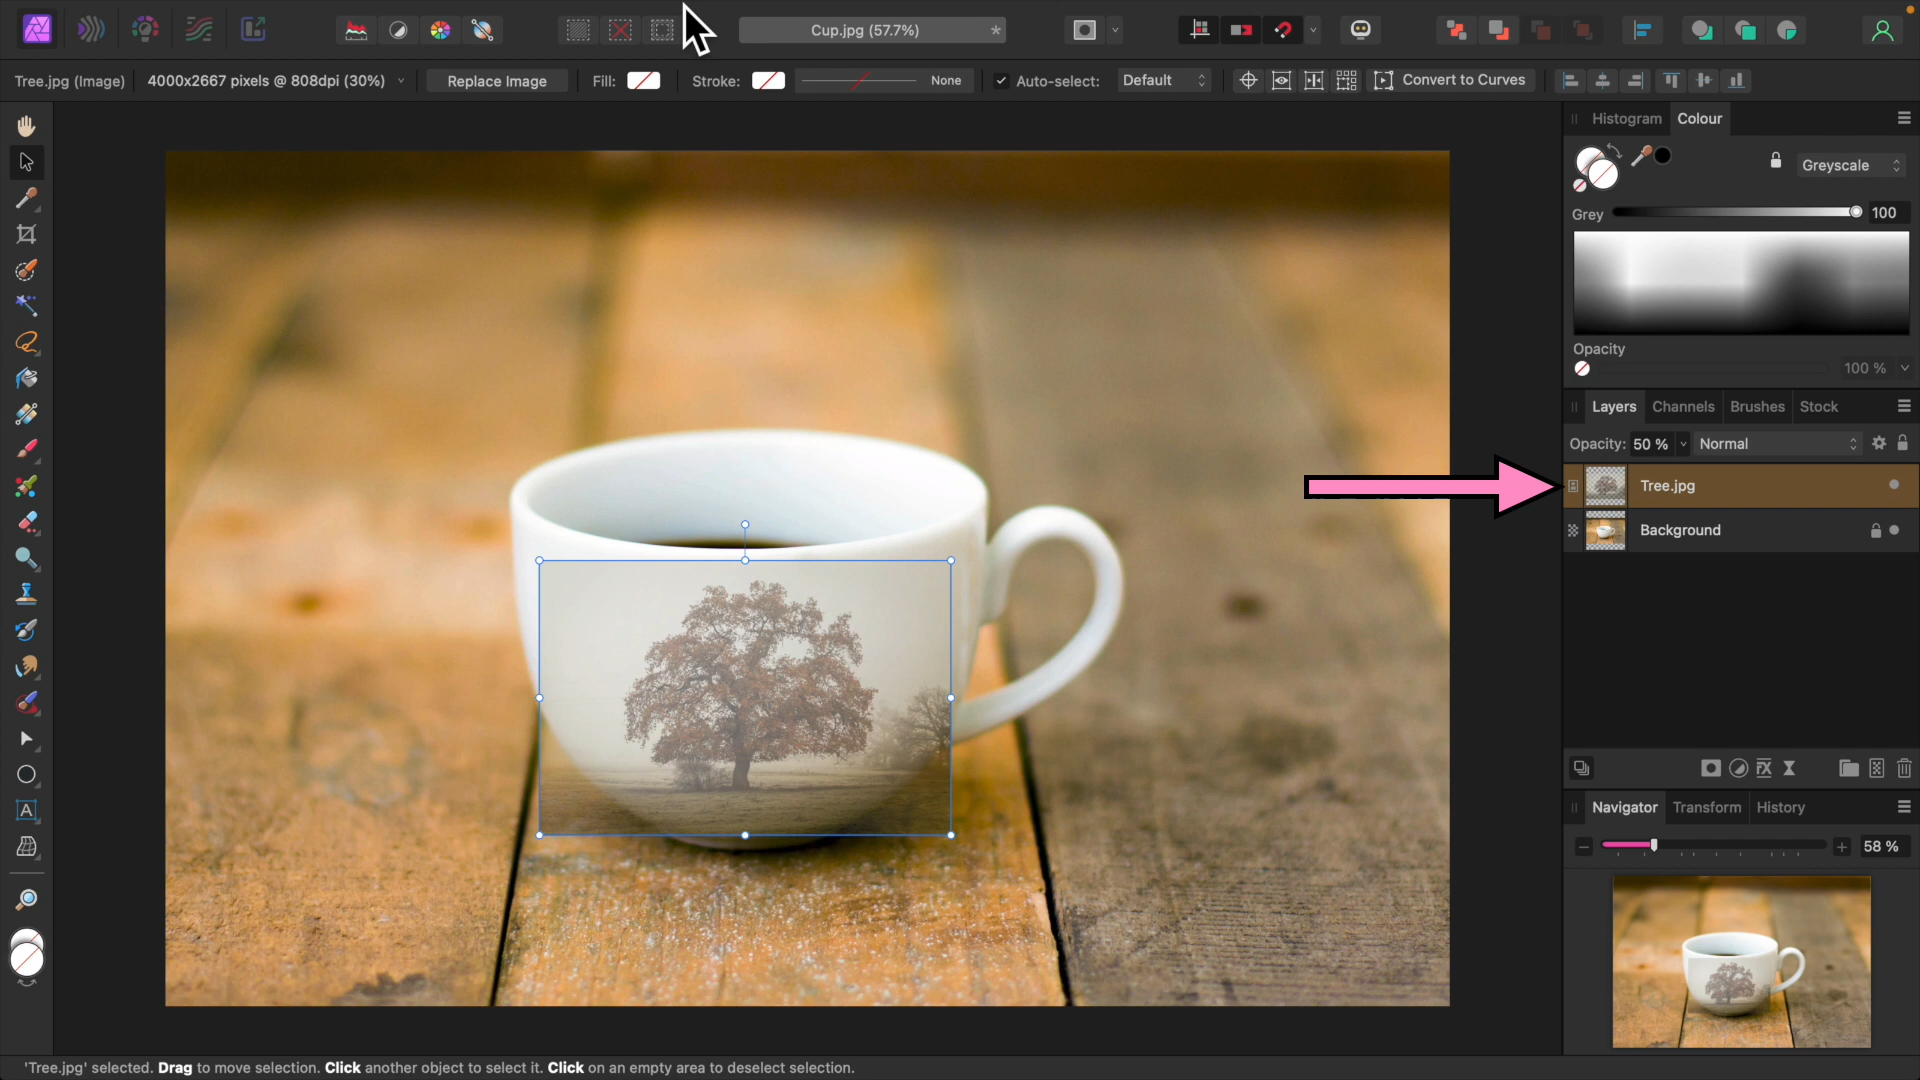 Cup.jpg (57.7%)
*
Tree.jpg (Image)
4000x2667 pixels @ 808dpi (30%)
Replace Image
Fill:
Stroke:
None
Auto-select:
Default
Convert to Curves
Histogram
Colour
Greyscale
Grey
100
Opacity
100 %
Layers
Channels
Brushes
Stock
Opacity:
50 %
Normal
Tree.jpg
Background
FX
Navigator
Transform
History
58 %
A
'Tree.jpg' selected. Drag to move selection. Click another object to select it. Click on an empty area to deselect selection.